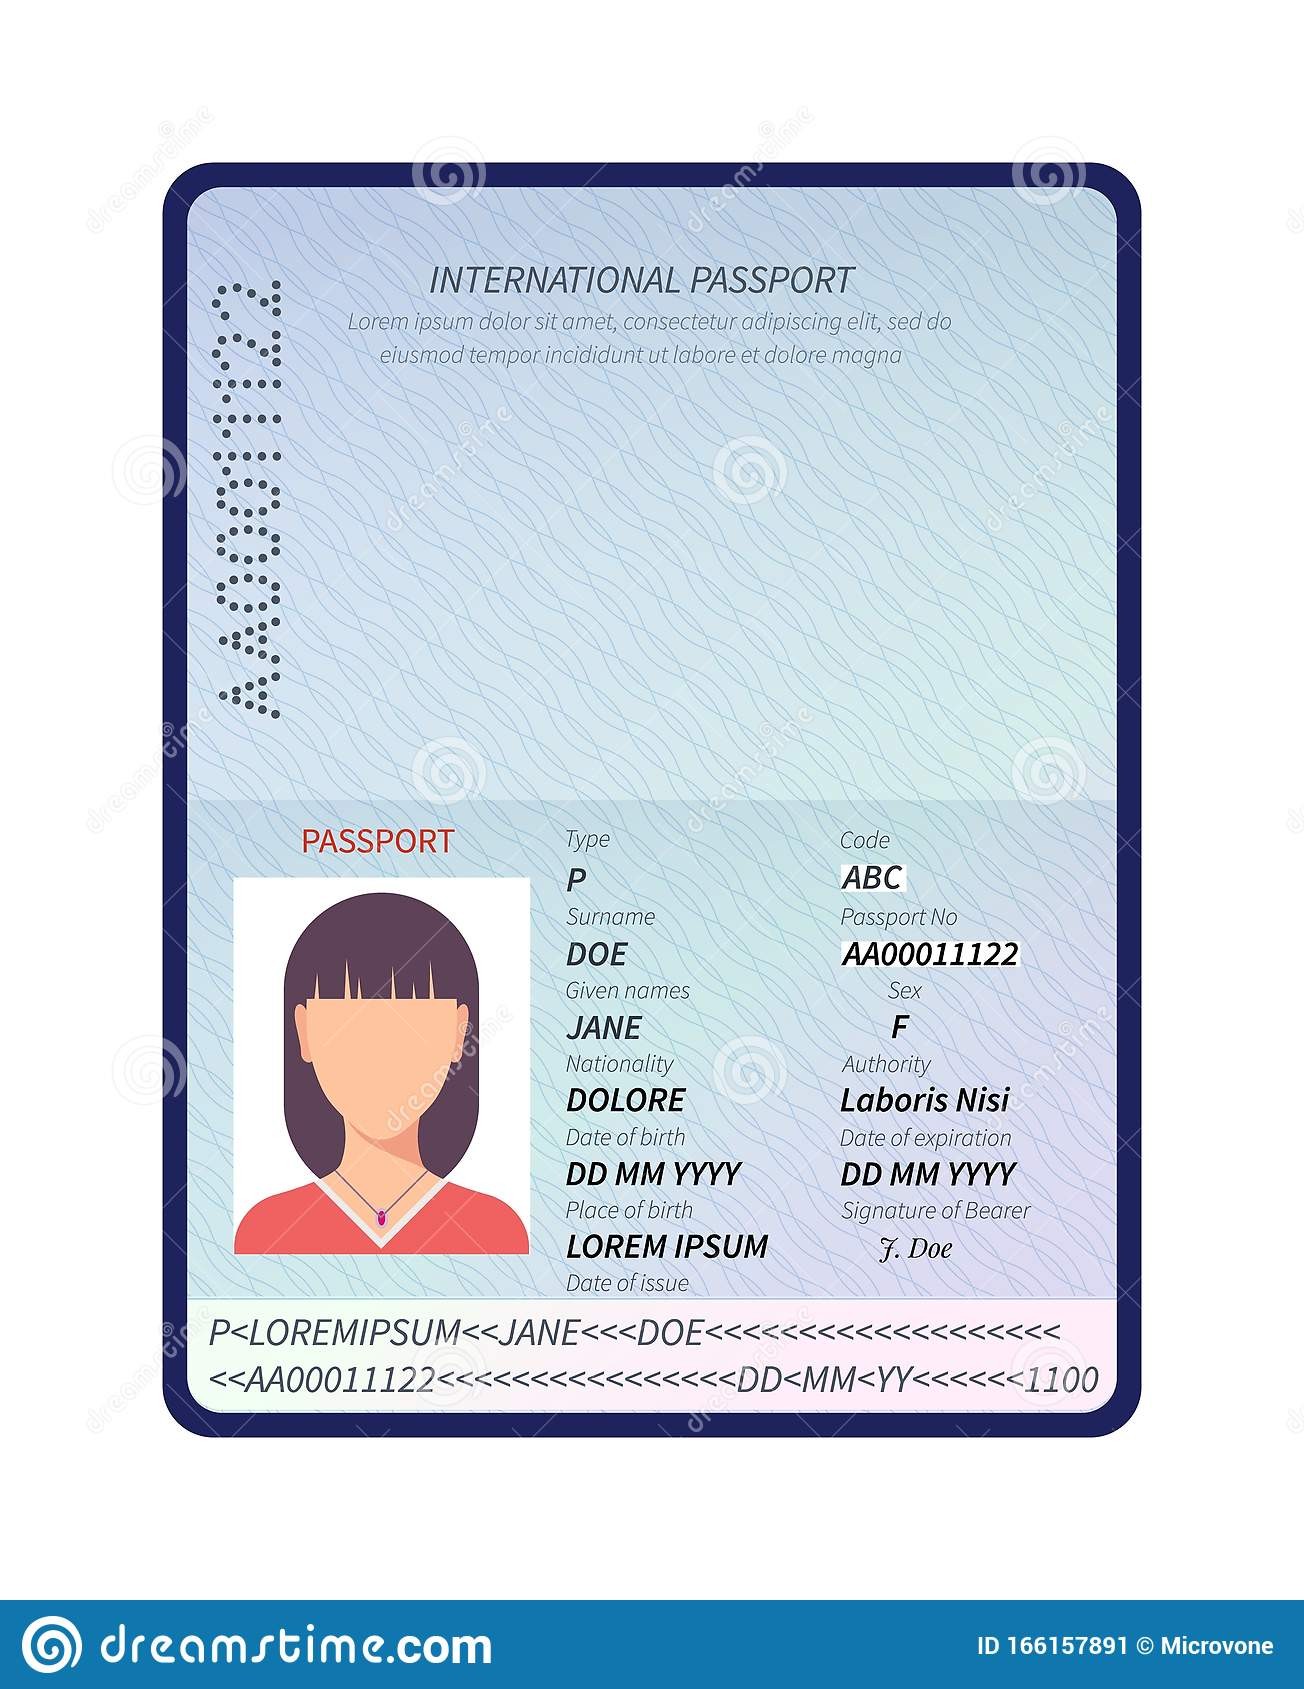 INTERNATIONAL PASSPORT
Lorem ipsum dolor sit amet, consectetur adipiscing elit, sed do
eiusmod tempor incididunt ut labore et dolore magna
AA00011122
PASSPORT
Type
P
Code
ABC
Surname
DOE
Passport No
AA00011122
Given names
JANE
Sex
F
Nationality
DOLORE
Authority
Laboris Nisi
Date of birth
DD MM YYYY
Date of expiration
DD MM YYYY
Place of birth
LOREM IPSUM
Signature of Bearer
J. Doe
Date of issue
P<LOREMIPSUM<<JANE<<<DOE<<<<<<<<<<<<<<<<<<<
<<AA00011122<<<<<<<<<<<<<<<<DD<MM<YY<<<<<<1100
dreamstime.com
ID 166157891 © Microvone